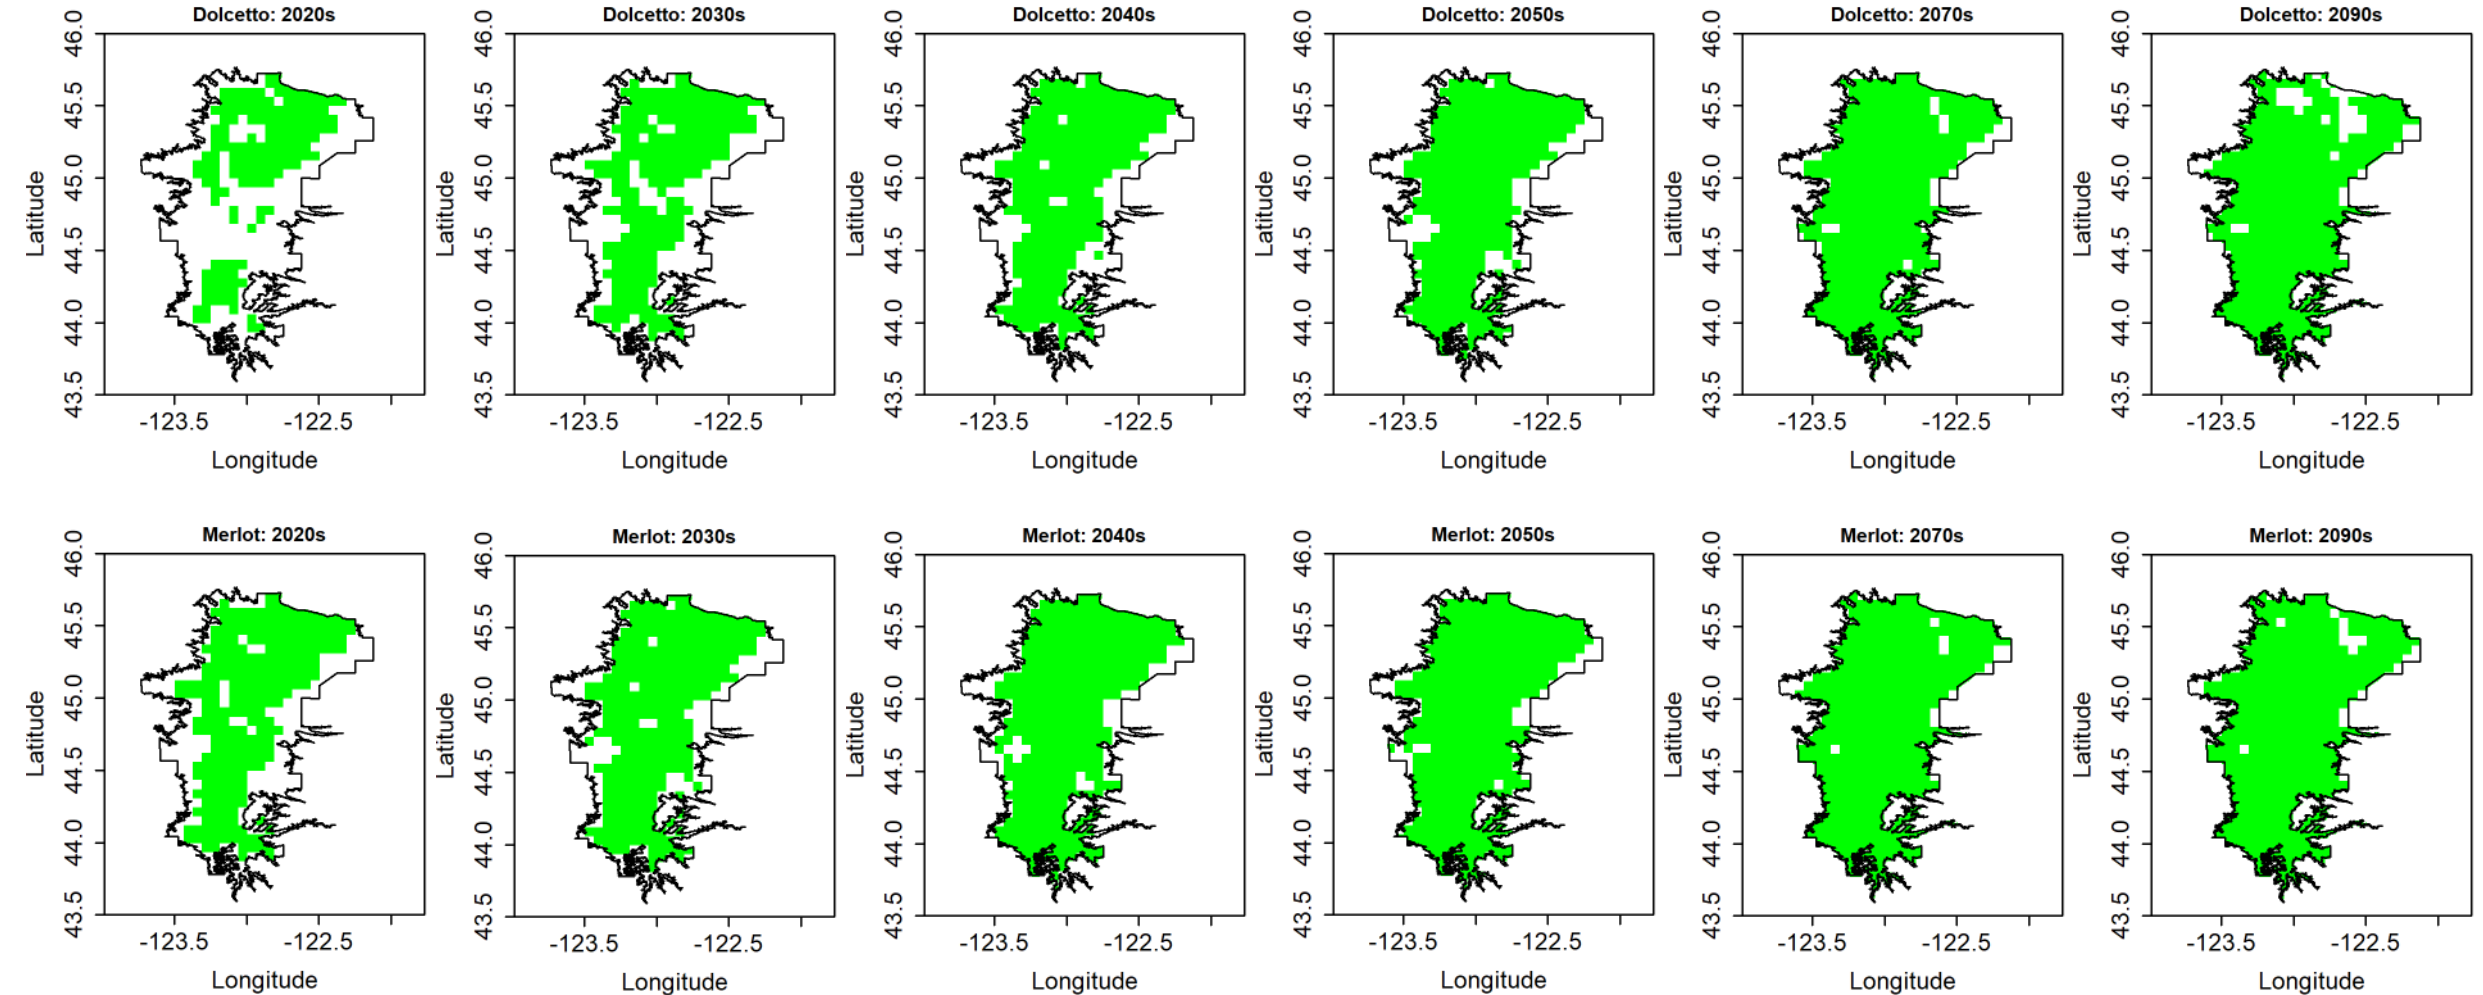 Dolcetto: 2020s
46.0
45.5
45.0
44.5
44.0
43.5
Latitude
-123.5 -122.5
Longitude
Dolcetto: 2030s
46.0
45.5
45.0
44.5
44.0
43.5
Latitude
-123.5 -122.5
Longitude
Dolcetto: 2040s
46.0
45.5
45.0
44.5
44.0
43.5
Latitude
-123.5 -122.5
Longitude
Dolcetto: 2050s
46.0
45.5
45.0
44.5
44.0
43.5
Latitude
-123.5 -122.5
Longitude
Dolcetto: 2070s
46.0
45.5
45.0
44.5
44.0
43.5
Latitude
-123.5 -122.5
Longitude
Dolcetto: 2090s
46.0
45.5
45.0
44.5
44.0
43.5
Latitude
-123.5 -122.5
Longitude
Merlot: 2020s
46.0
45.5
45.0
44.5
44.0
43.5
Latitude
-123.5 -122.5
Longitude
Merlot: 2030s
46.0
45.5
45.0
44.5
44.0
43.5
Latitude
-123.5 -122.5
Longitude
Merlot: 2040s
46.0
45.5
45.0
44.5
44.0
43.5
Latitude
-123.5 -122.5
Longitude
Merlot: 2050s
46.0
45.5
45.0
44.5
44.0
43.5
Latitude
-123.5 -122.5
Longitude
Merlot: 2070s
46.0
45.5
45.0
44.5
44.0
43.5
Latitude
-123.5 -122.5
Longitude
Merlot: 2090s
46.0
45.5
45.0
44.5
44.0
43.5
Latitude
-123.5 -122.5
Longitude